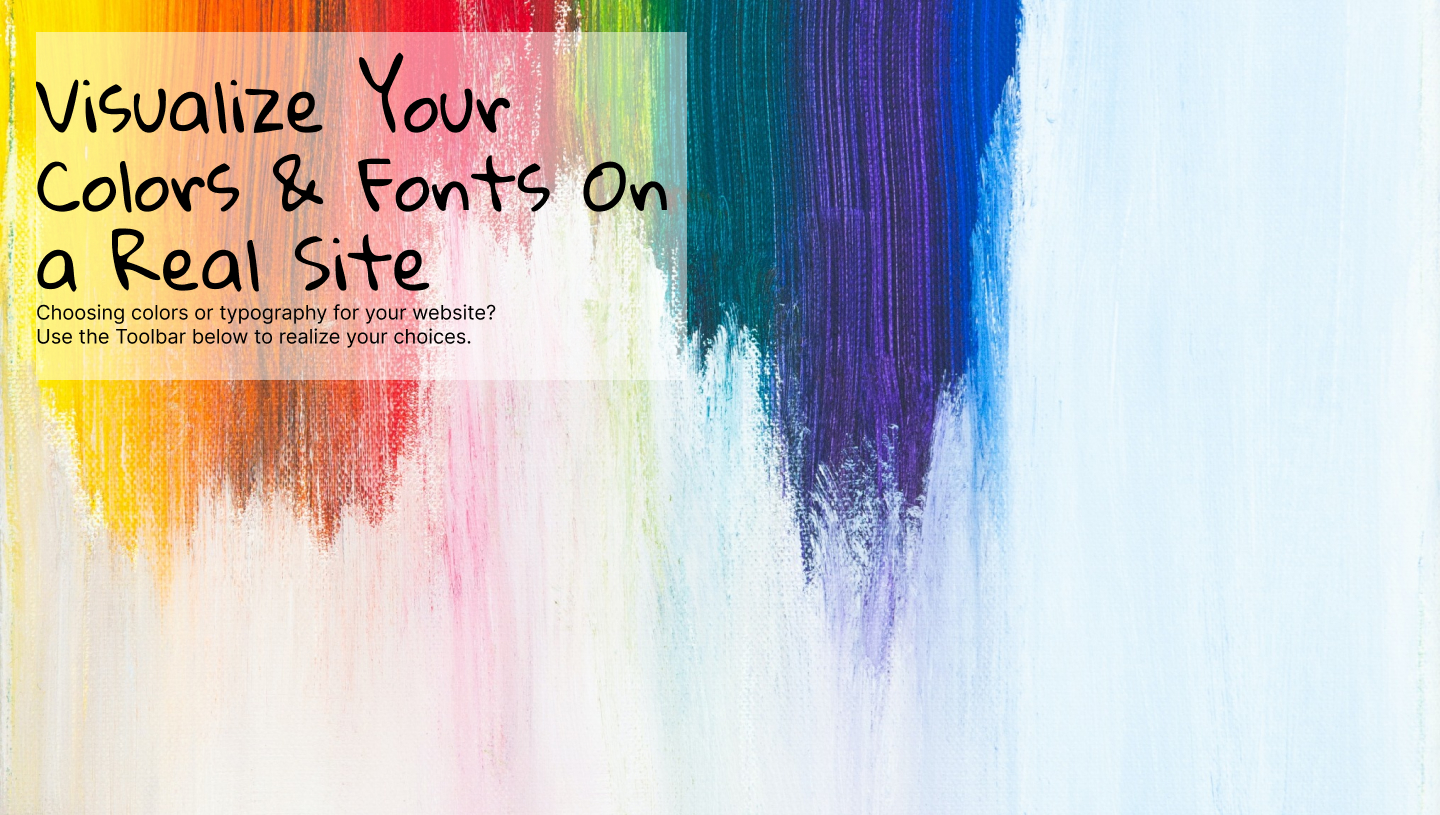 Visualize Your
Colors & Fonts On
a Real Site
Choosing colors or typography for your website?
Use the Toolbar below to realize your choices.